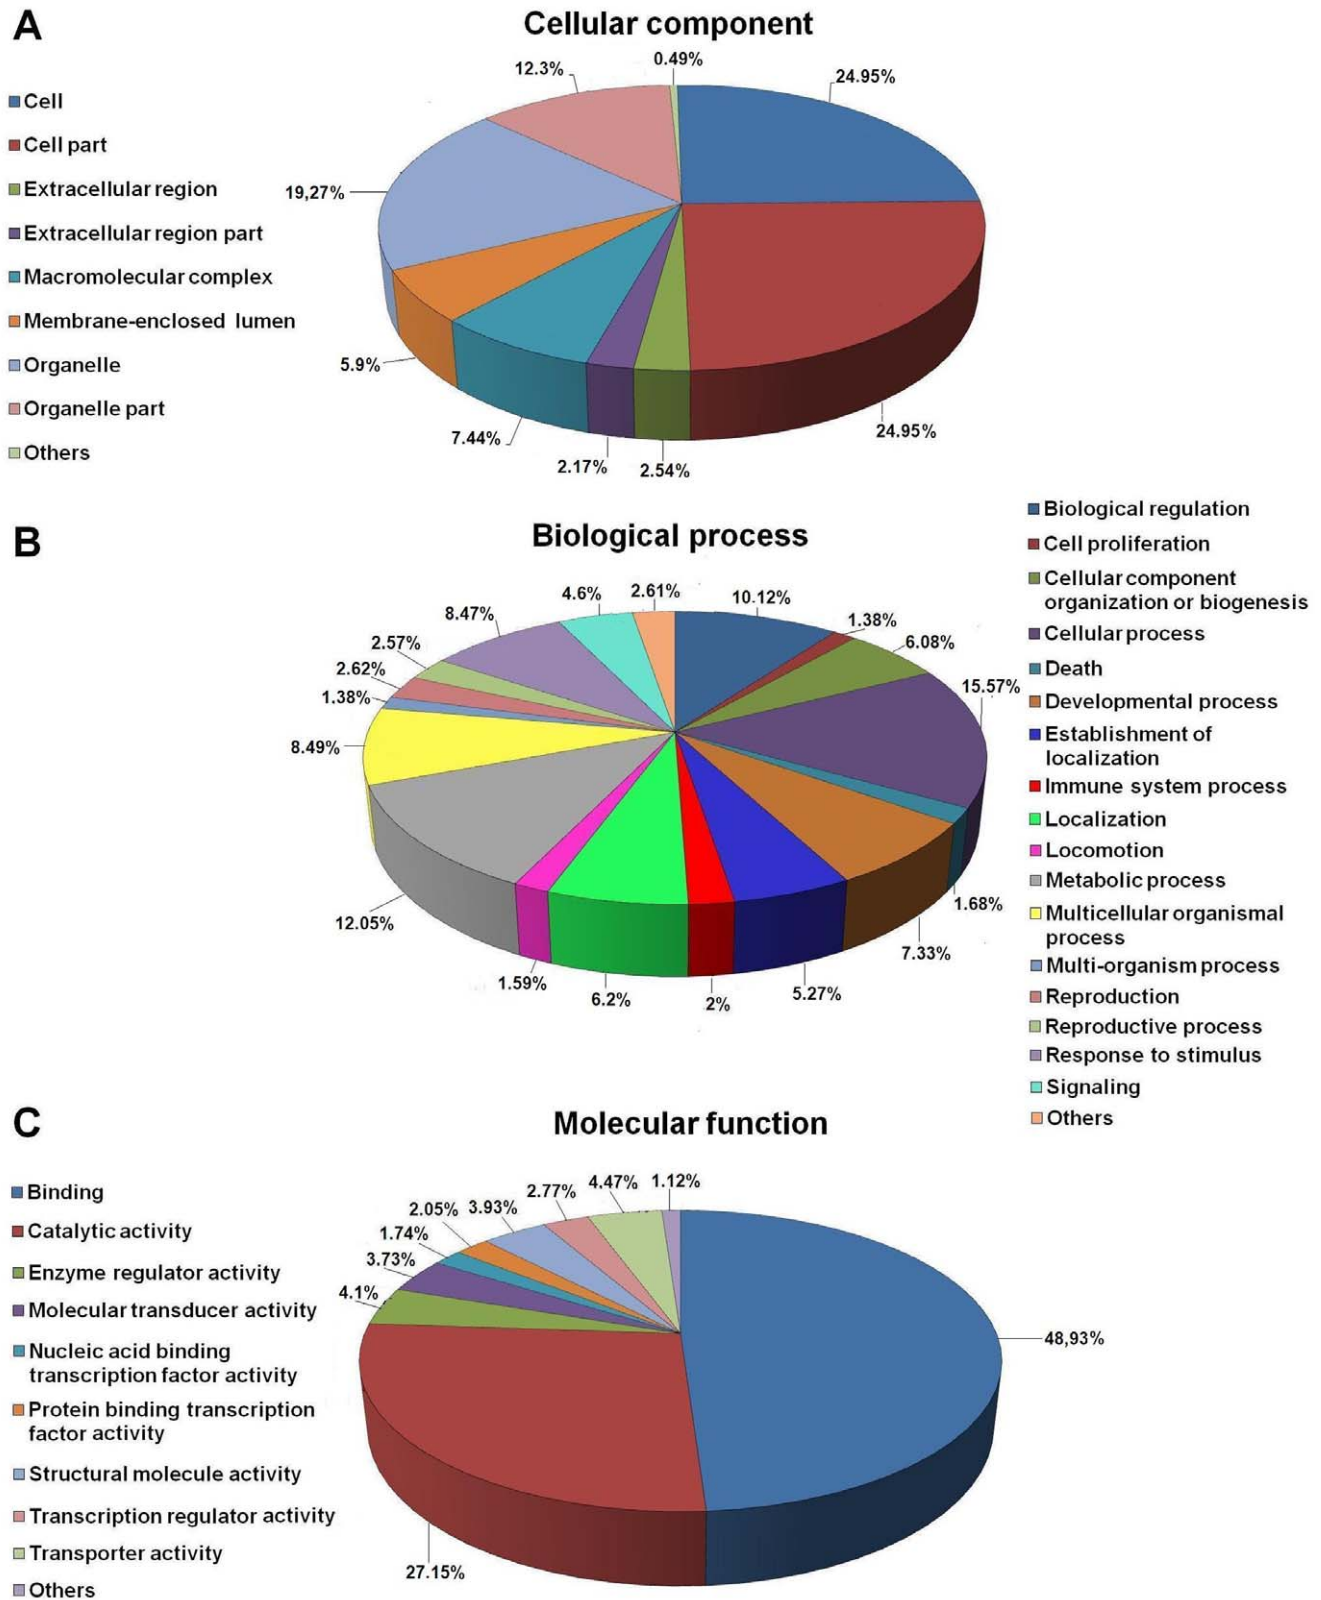 A
Cellular component
Cell
Cell part
Extracellular region
Extracellular region part
Macromolecular complex
Membrane-enclosed lumen
Organelle
Organelle part
Others
0.49%
12.3%
24.95%
19,27%
5.9%
7.44%
2.17%
2.54%
24.95%
B
Biological process
4.6%
2.61%
10.12%
8.47%
1.38%
2.57%
6.08%
2.62%
15.57%
1.38%
8.49%
12.05%
1.59%
6.2%
2%
5.27%
7.33%
1.68%
Biological regulation
Cell proliferation
Cellular component
organization or biogenesis
Cellular process
Death
Developmental process
Establishment of
localization
Immune system process
Localization
Locomotion
Metabolic process
Multicellular organismal
process
Multi-organism process
Reproduction
Reproductive process
Response to stimulus
Signaling
Others
C
Molecular function
Binding
Catalytic activity
Enzyme regulator activity
Molecular transducer activity
Nucleic acid binding
transcription factor activity
Protein binding transcription
factor activity
Structural molecule activity
Transcription regulator activity
Transporter activity
Others
1.12%
4.47%
2.77%
3.93%
2.05%
1.74%
3.73%
4.1%
48,93%
27.15%